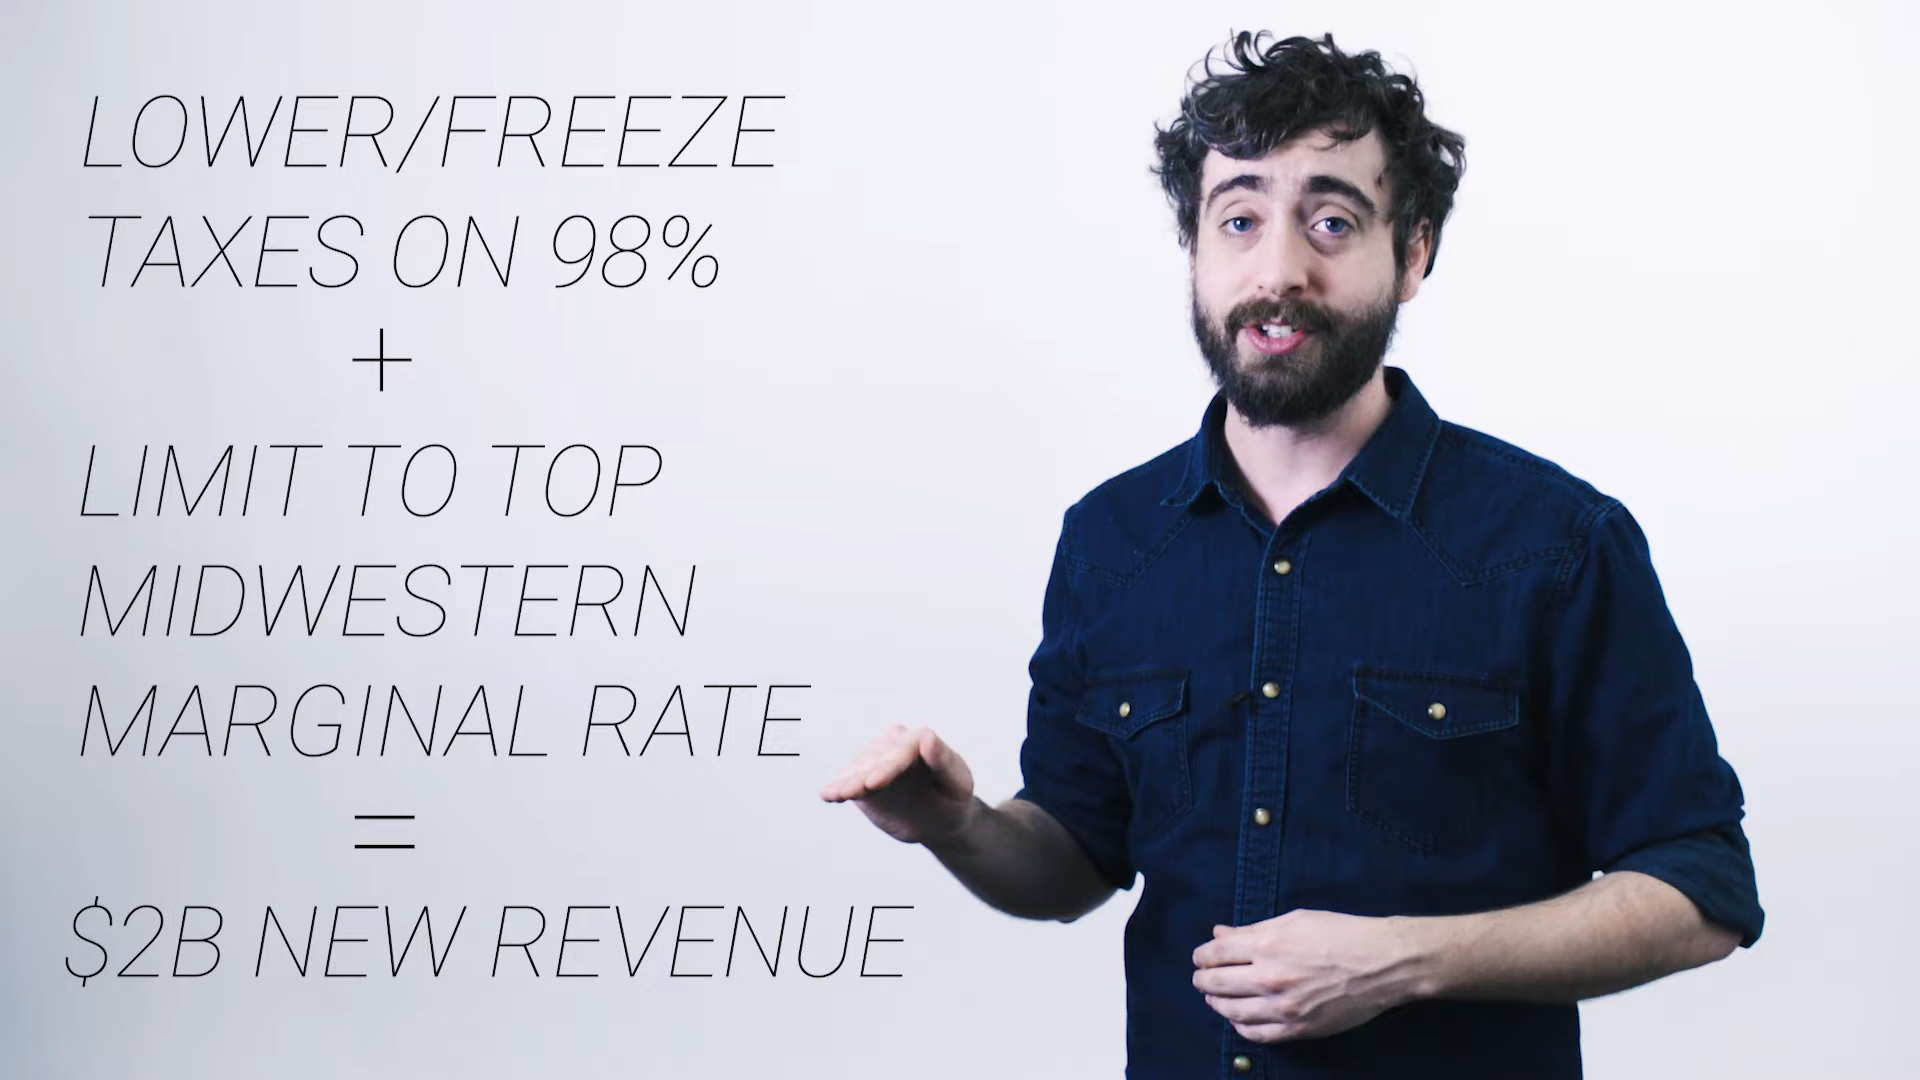 LOWER/FREEZE
TAXES ON 98%
+
LIMIT TO TOP
MIDWESTERN
MARGINAL RATE
=
$2B NEW REVENUE